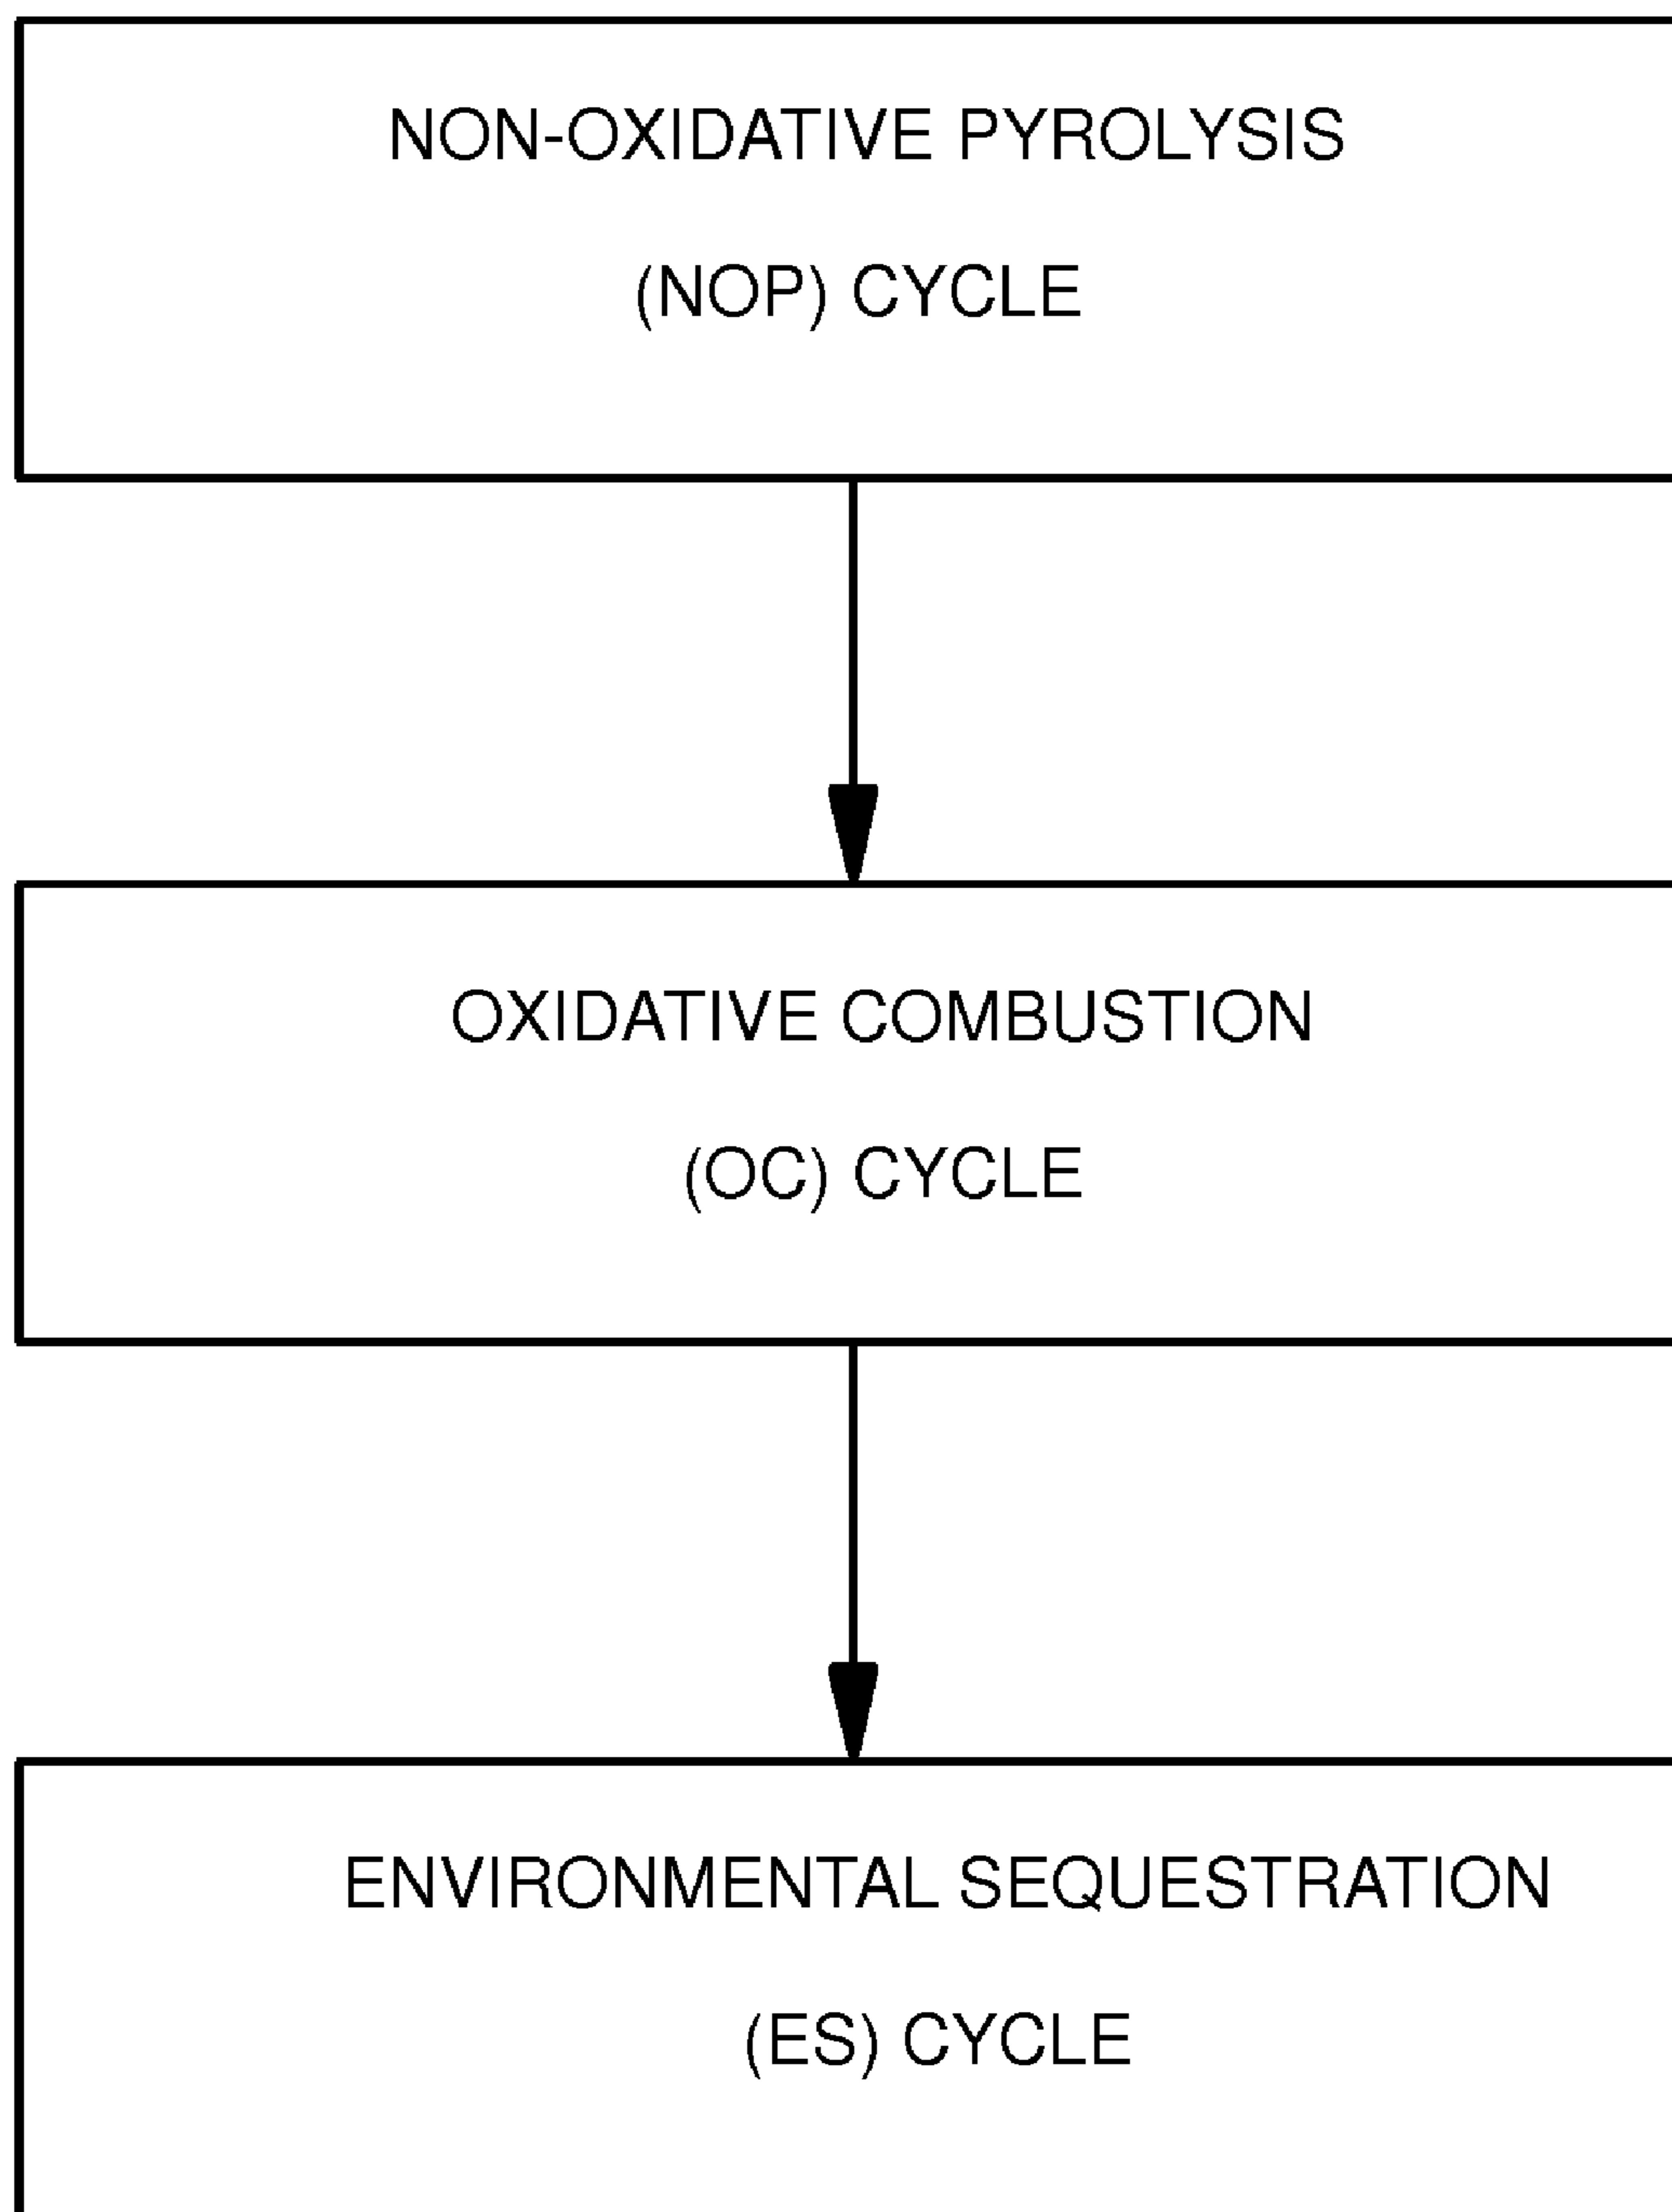 NON-OXIDATIVE PYROLYSIS
(NOP) CYCLE
OXIDATIVE COMBUSTION
(OC) CYCLE
ENVIRONMENTAL SEQUESTRATION
(ES) CYCLE